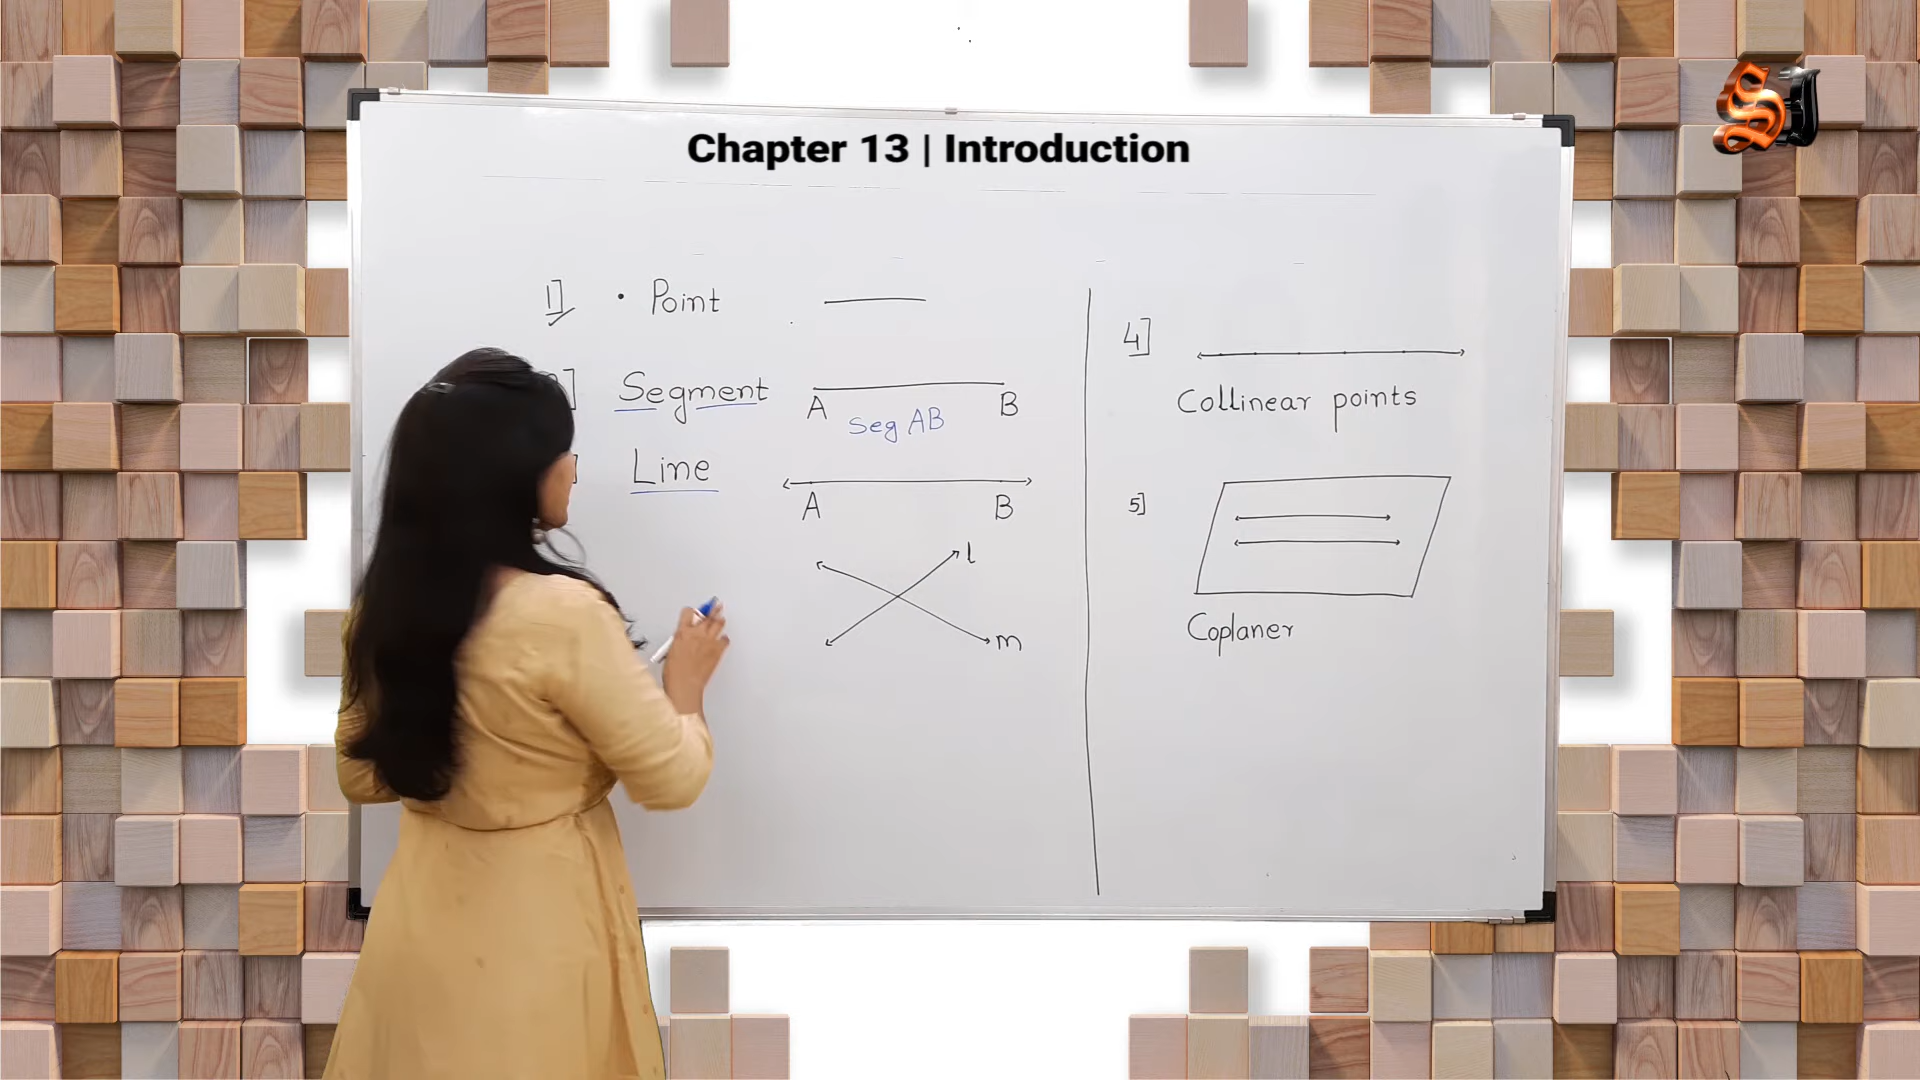 Chapter 13 | Introduction
1] • Point
Segment
A B
Seg AB
Line
A B
l
m
4]
Collinear points
5]
Coplaner